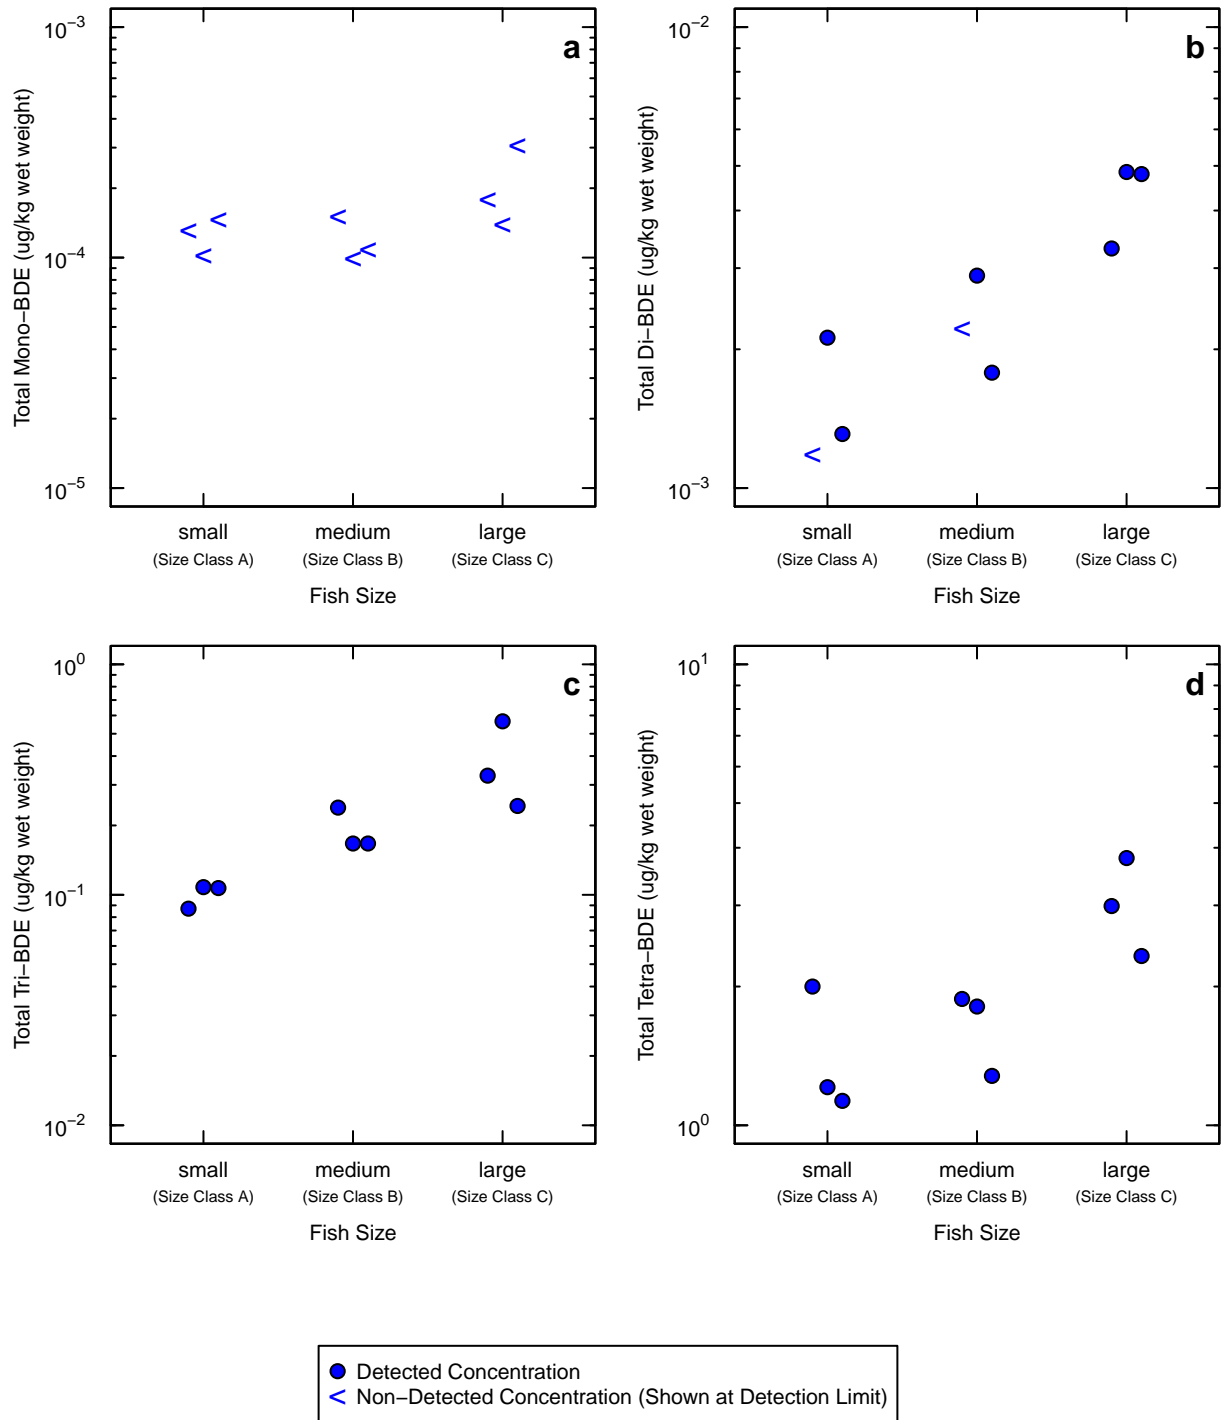 a
Total Mono−BDE (ug/kg wet weight)
10−3
10−4
10−5
small
medium
large
(Size Class A)
(Size Class B)
(Size Class C)
Fish Size
b
Total Di−BDE (ug/kg wet weight)
10−2
10−3
small
medium
large
(Size Class A)
(Size Class B)
(Size Class C)
Fish Size
c
Total Tri−BDE (ug/kg wet weight)
100
10−1
10−2
small
medium
large
(Size Class A)
(Size Class B)
(Size Class C)
Fish Size
d
Total Tetra−BDE (ug/kg wet weight)
101
100
small
medium
large
(Size Class A)
(Size Class B)
(Size Class C)
Fish Size
Detected Concentration
< Non−Detected Concentration (Shown at Detection Limit)